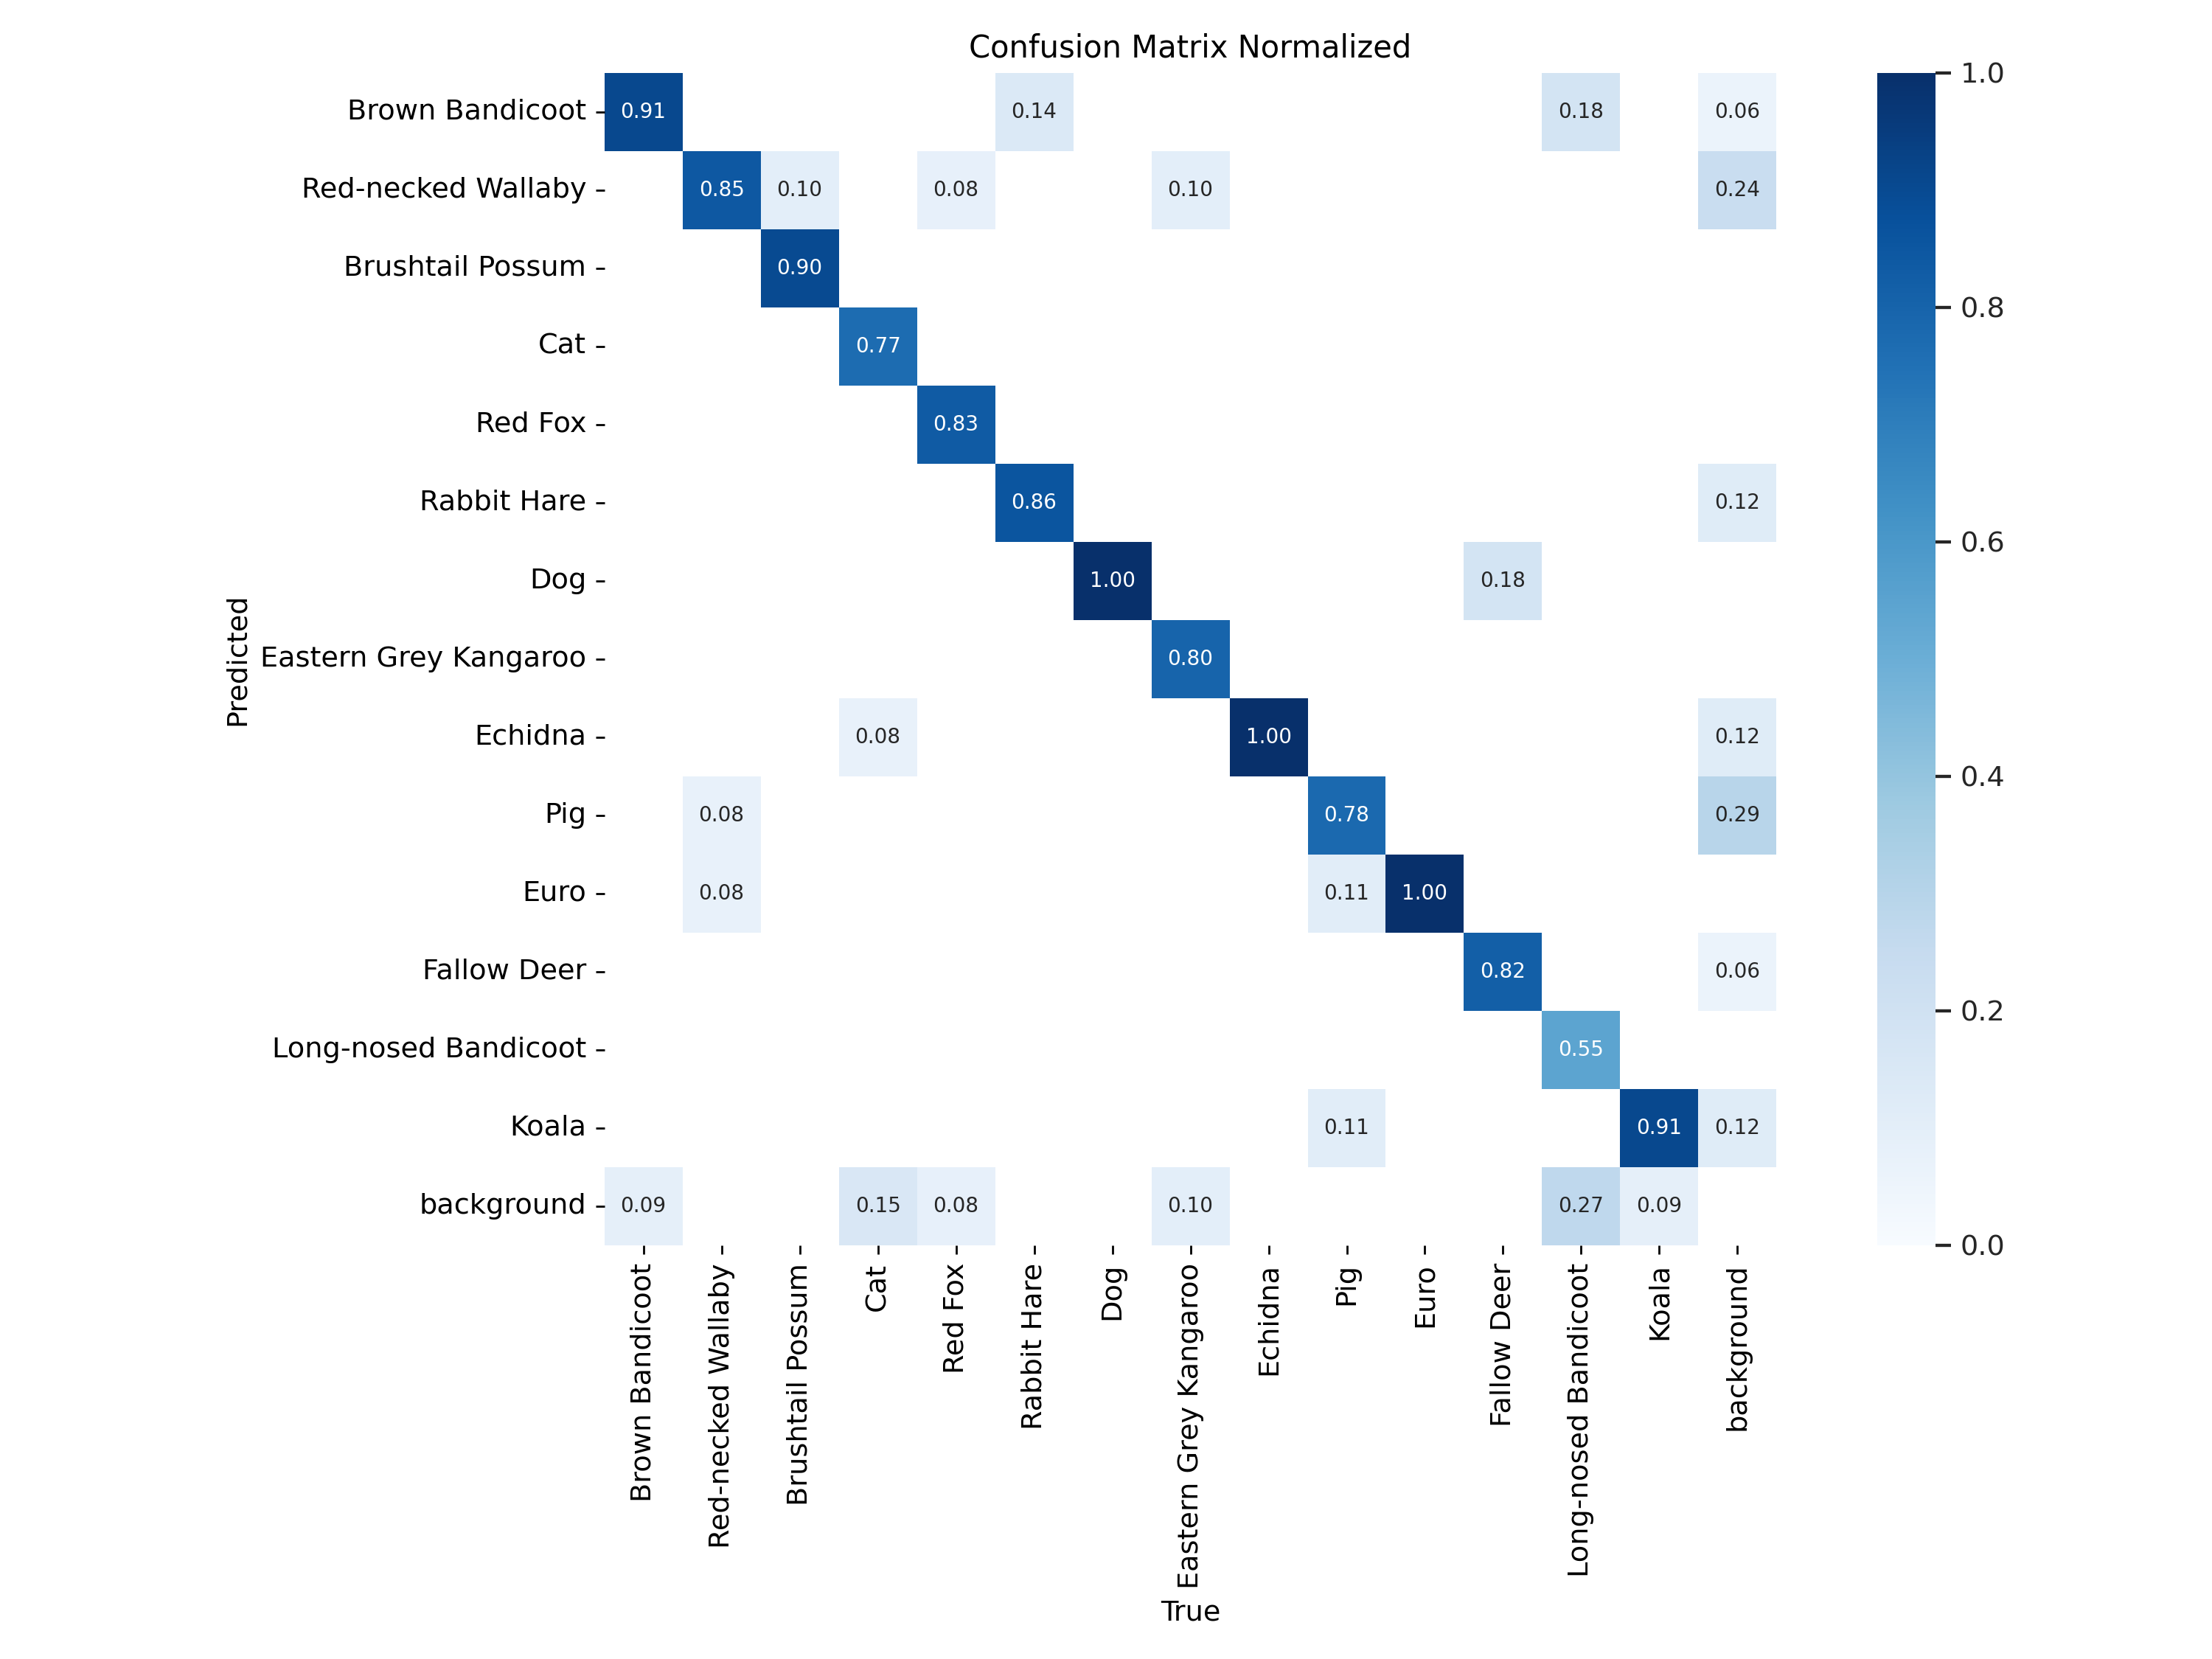 Confusion Matrix Normalized
Brown Bandicoot 0.91 0.14 0.18 0.06
Red-necked Wallaby 0.85 0.10 0.08 0.10 0.24
Brushtail Possum 0.90
Cat 0.77
Red Fox 0.83
Rabbit Hare 0.86 0.12
Dog 1.00 0.18
Eastern Grey Kangaroo 0.80
Echidna 0.08 1.00 0.12
Pig 0.08 0.78 0.29
Euro 0.08 0.11 1.00
Fallow Deer 0.82 0.06
Long-nosed Bandicoot 0.55
Koala 0.11 0.91 0.12
background 0.09 0.15 0.08 0.10 0.27 0.09
Predicted
Brown Bandicoot
Red-necked Wallaby
Brushtail Possum
Cat
Red Fox
Rabbit Hare
Dog
Eastern Grey Kangaroo
Echidna
Pig
Euro
Fallow Deer
Long-nosed Bandicoot
Koala
background
True
1.0
0.8
0.6
0.4
0.2
0.0